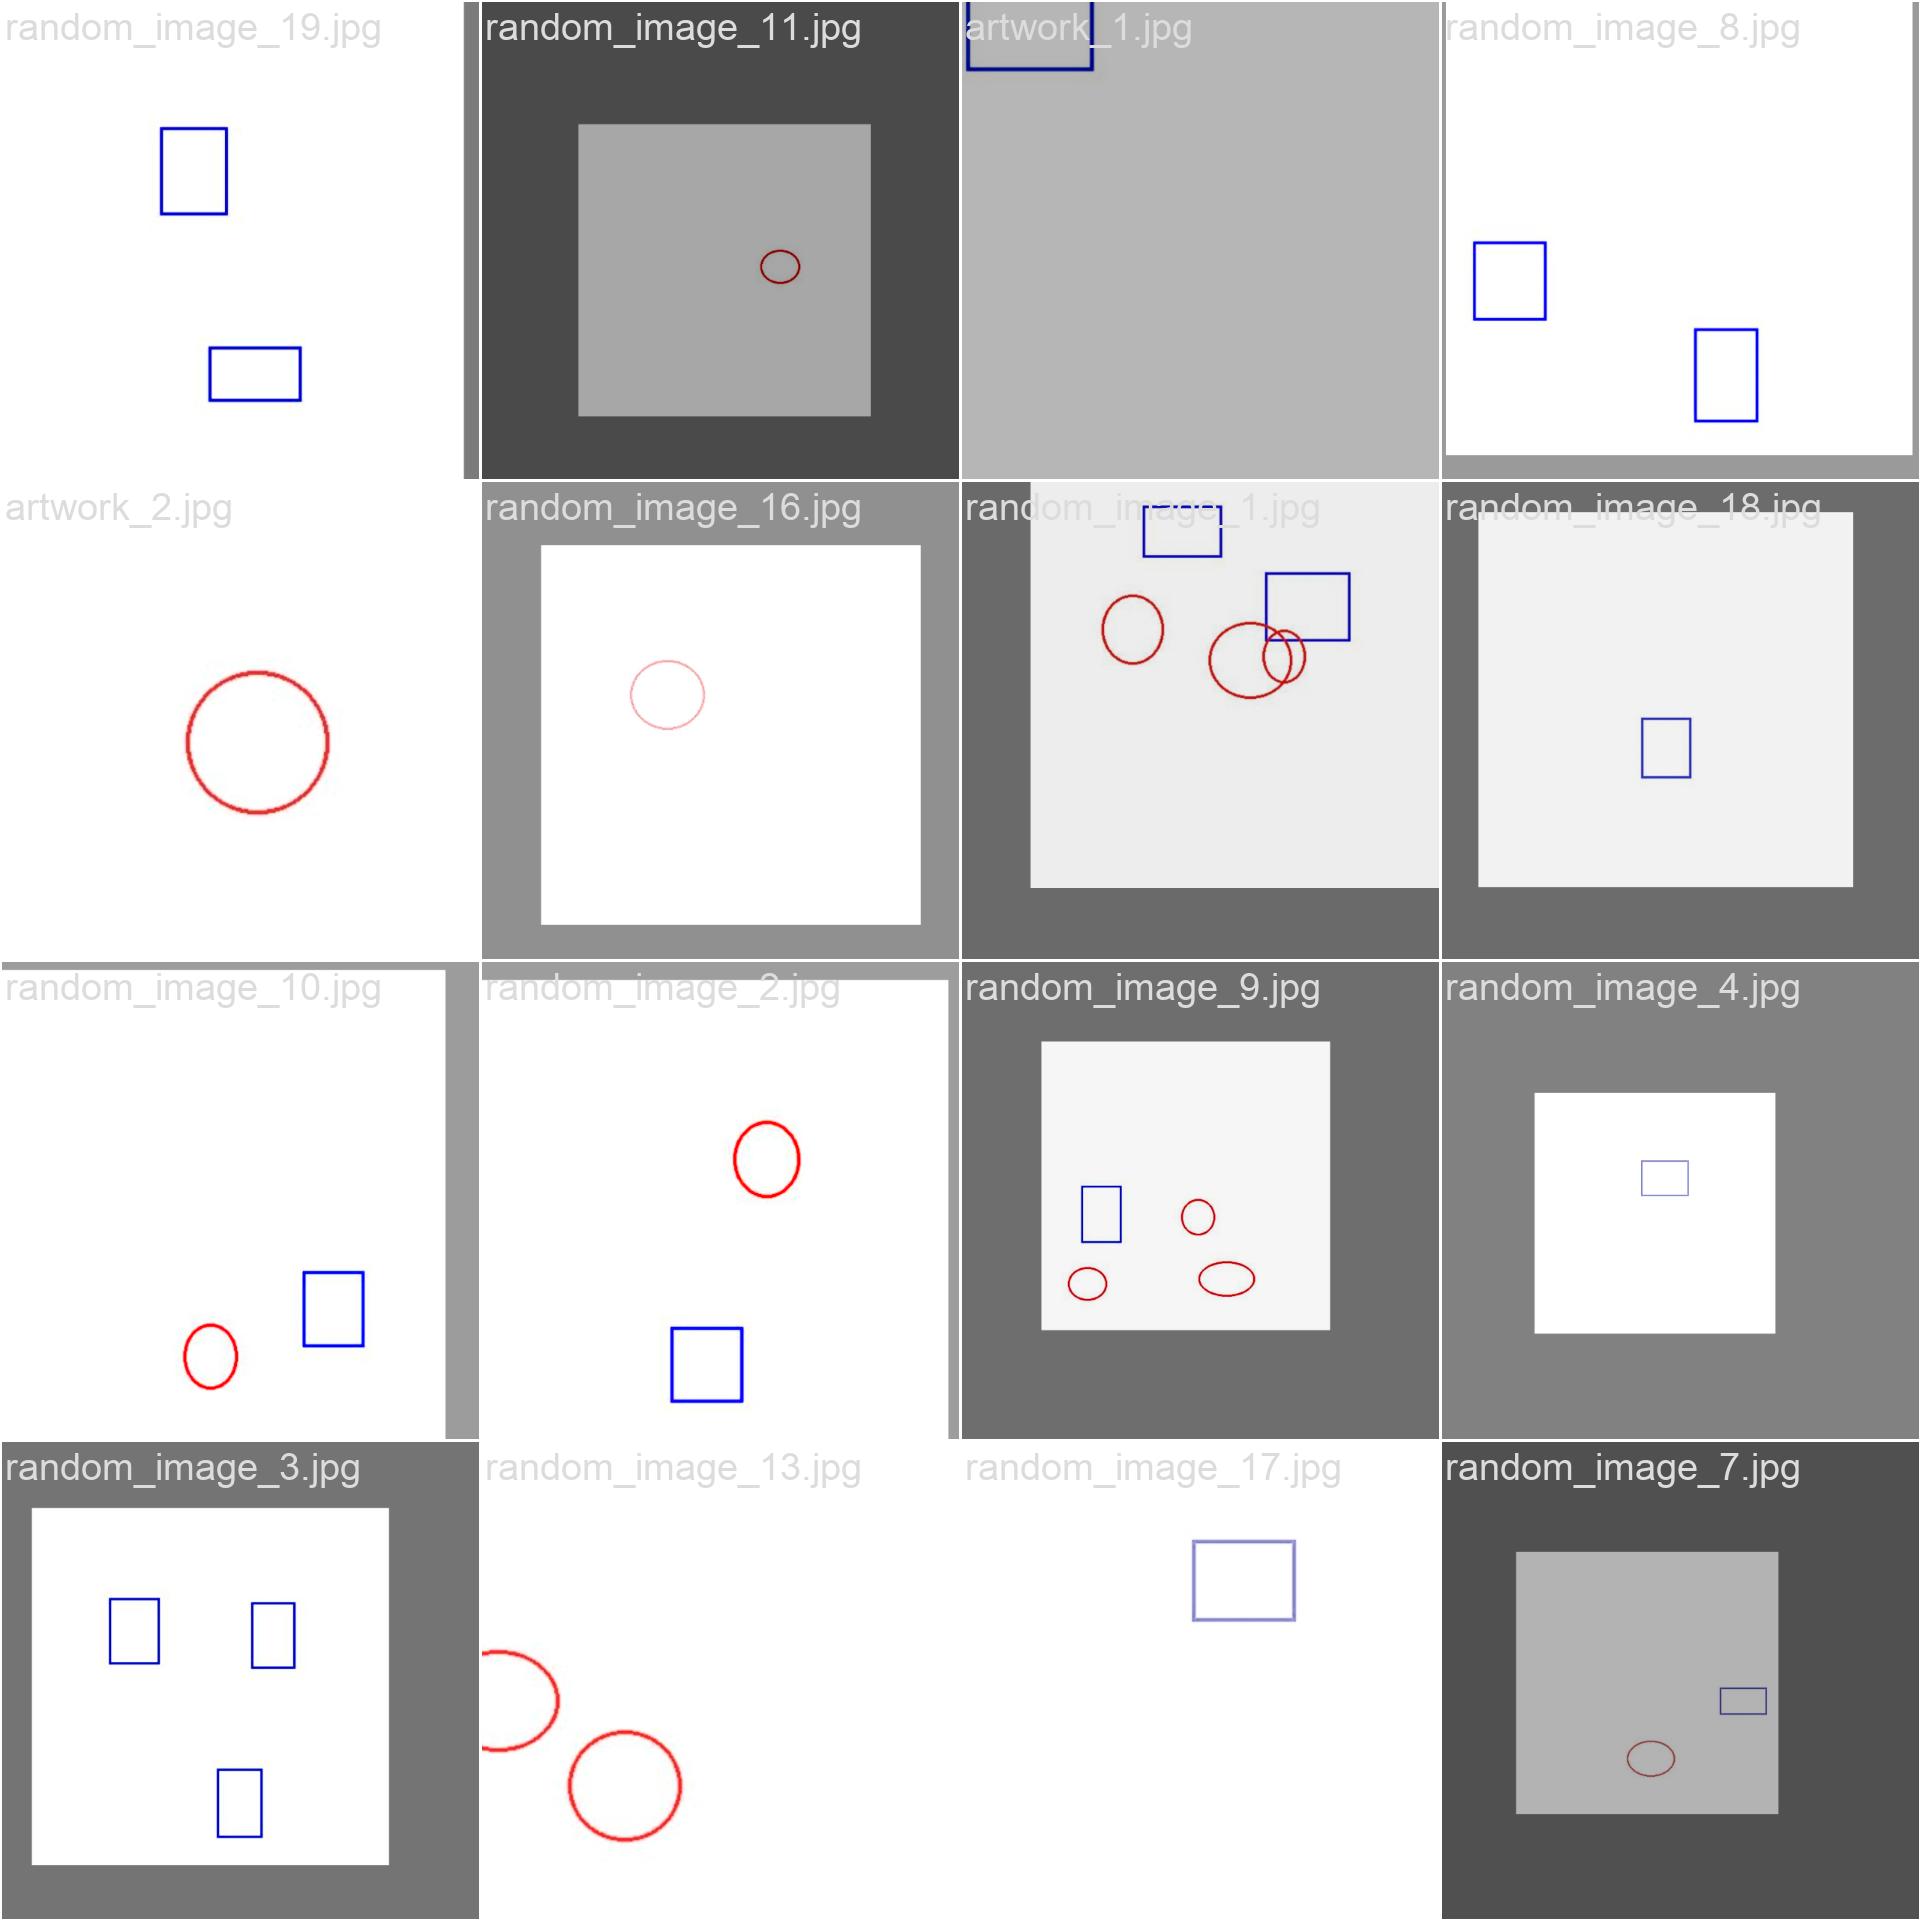 random_image_19.jpg
random_image_11.jpg
artwork_1.jpg
random_image_8.jpg
artwork_2.jpg
random_image_16.jpg
random_image_1.jpg
random_image_18.jpg
random_image_10.jpg
random_image_2.jpg
random_image_9.jpg
random_image_4.jpg
random_image_3.jpg
random_image_13.jpg
random_image_17.jpg
random_image_7.jpg